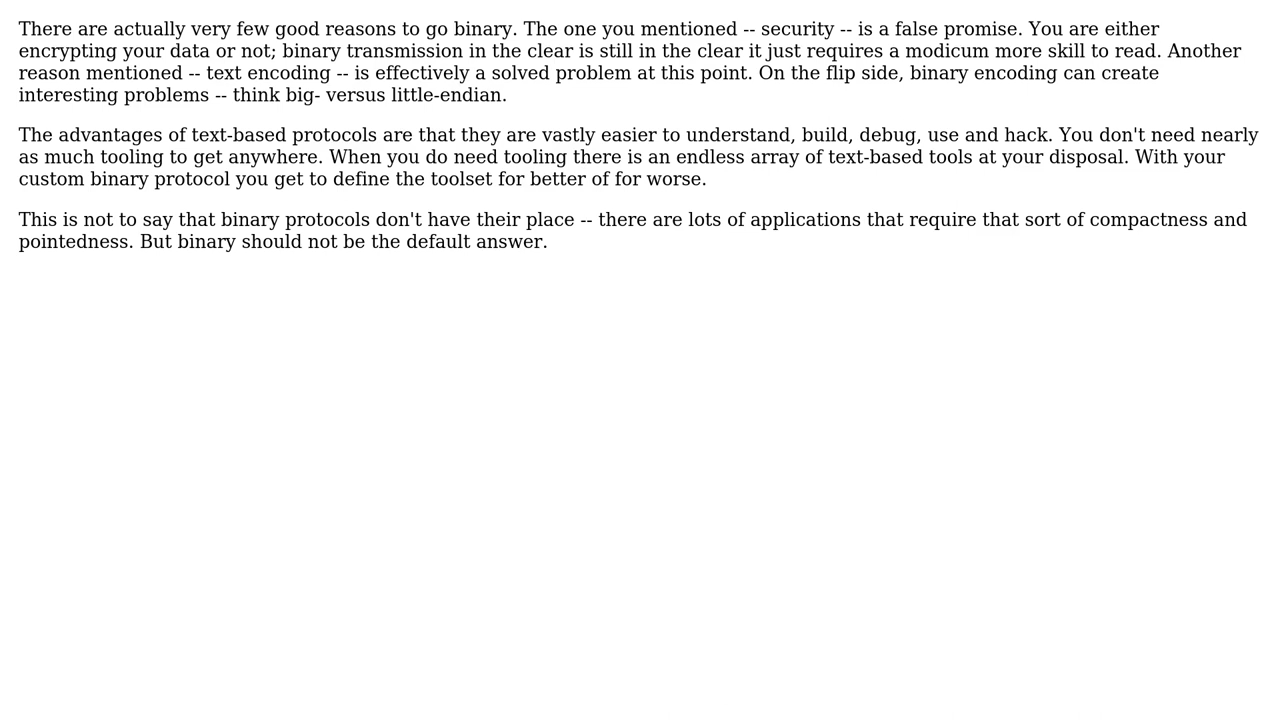 There are actually very few good reasons to go binary. The one you mentioned -- security -- is a false promise. You are either
encrypting your data or not; binary transmission in the clear is still in the clear it just requires a modicum more skill to read. Another
reason mentioned -- text encoding -- is effectively a solved problem at this point. On the flip side, binary encoding can create
interesting problems -- think big- versus little-endian.
The advantages of text-based protocols are that they are vastly easier to understand, build, debug, use and hack. You don't need nearly
as much tooling to get anywhere. When you do need tooling there is an endless array of text-based tools at your disposal. With your
custom binary protocol you get to define the toolset for better of for worse.
This is not to say that binary protocols don't have their place -- there are lots of applications that require that sort of compactness and
pointedness. But binary should not be the default answer.